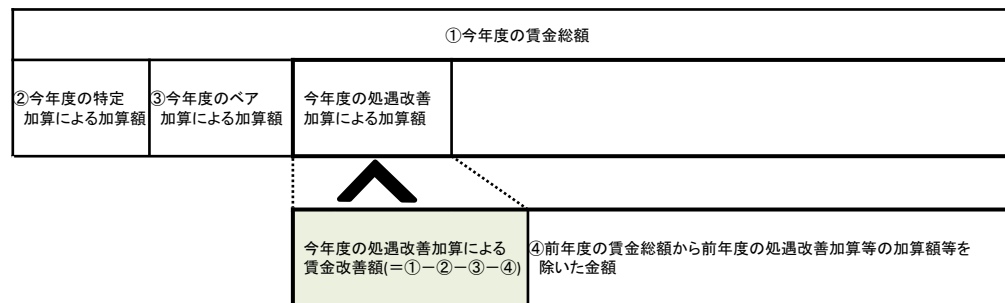 ①今年度の賃金総額
②今年度の特定
加算による加算額
③今年度のベア
加算による加算額
今年度の処遇改善
加算による加算額
今年度の処遇改善加算による
賃金改善額(=①-②-③-④)
④前年度の賃金総額から前年度の処遇改善加算等の加算額等を
除いた金額